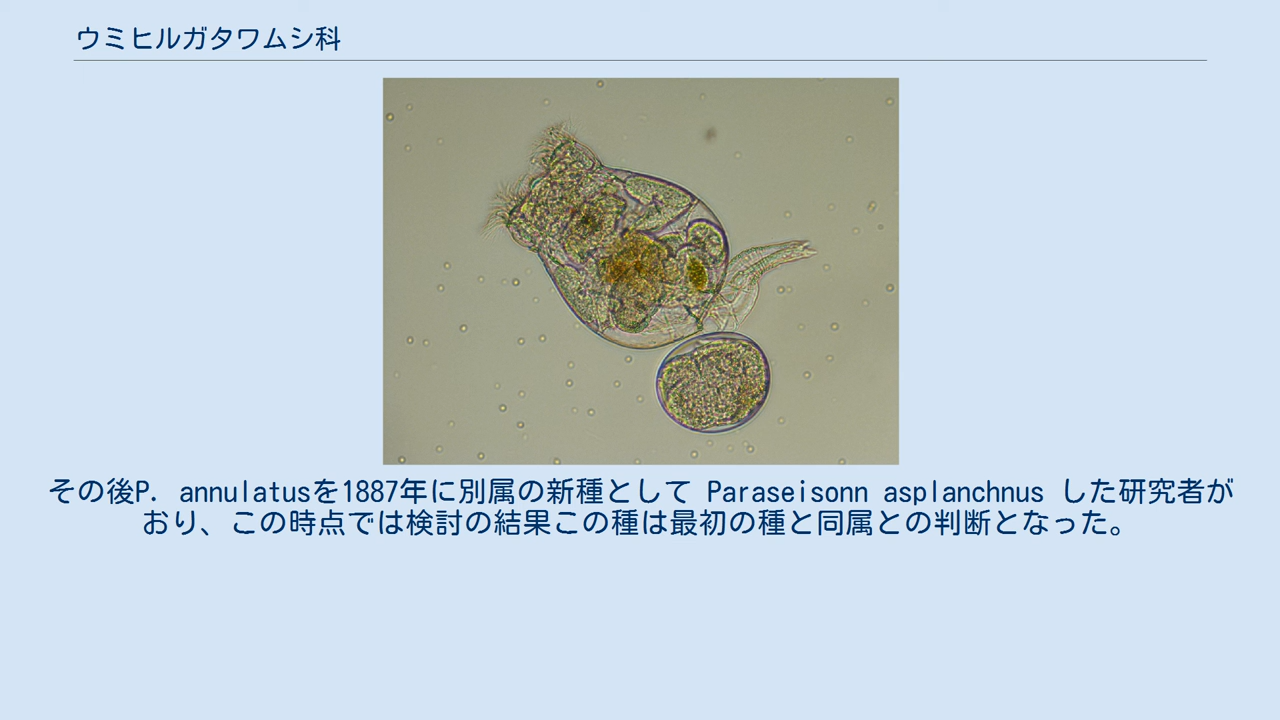 ウミヒルガタワムシ科
その後P. annulatusを1887年に別属の新種として Paraseisonn asplanchnus した研究者が
おり、この時点では検討の結果この種は最初の種と同属との判断となった。